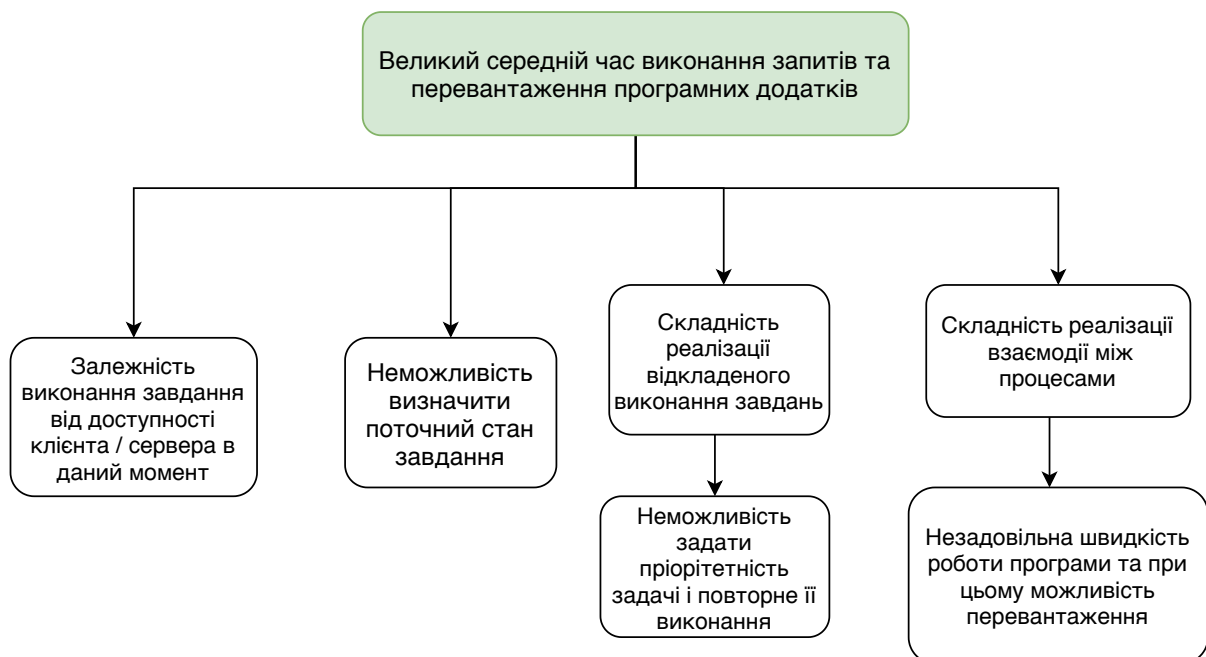 Великий середній час виконання запитів та
перевантаження програмних додатків
Залежність
виконання завдання
від доступності
клієнта / сервера в
даний момент
Неможливість
визначити
поточний стан
завдання
Складність
реалізації
відкладеного
виконання завдань
Неможливість
задати
пріорітетність
задачі і повторне її
виконання
Складність реалізації
взаємодії між
процесами
Незадовільна швидкість
роботи програми та при
цьому можливість
перевантаження